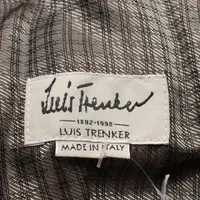 Luis Trenker
1892-1990
LUIS TRENKER
MADE IN ITALY